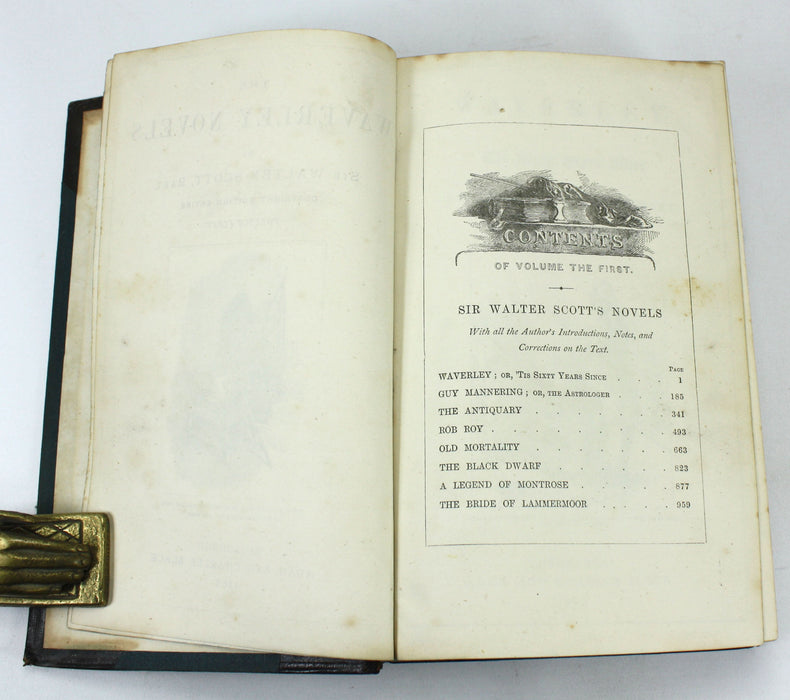 CONTENTS
OF VOLUME THE FIRST.
SIR WALTER SCOTT'S NOVELS
With all the Author's Introductions, Notes, and
Corrections on the Text.
PAGE
WAVERLEY; OR, 'TIS SIXTY YEARS SINCE . . . . 1
GUY MANNERING; OR, THE ASTROLOGER . . . . 185
THE ANTIQUARY . . . . . . . . 341
ROB ROY . . . . . . . . . . 493
OLD MORTALITY . . . . . . . . 663
THE BLACK DWARF . . . . . . . 823
A LEGEND OF MONTROSE . . . . . 877
THE BRIDE OF LAMMERMOOR . . . . . 959